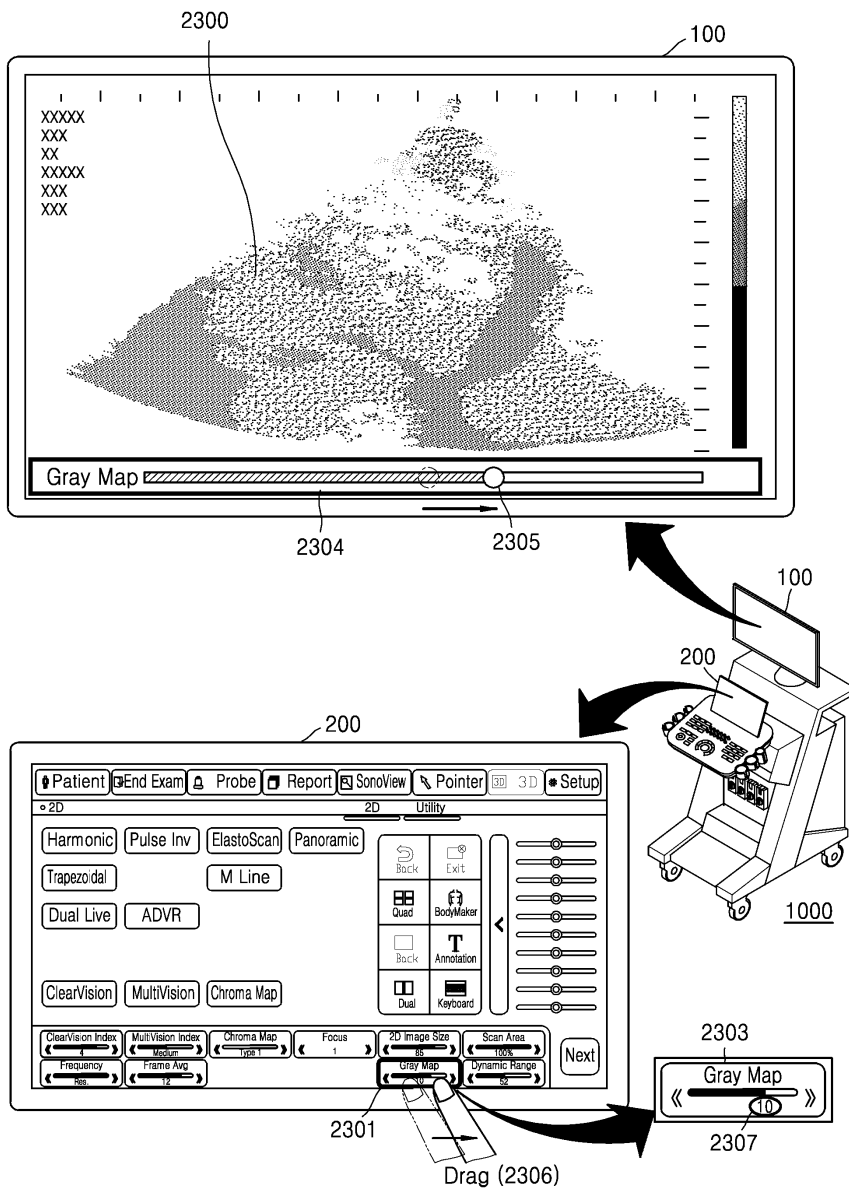 2300
100
XXXXX
XXX
XX
XXXXX
XXX
XXX
Gray Map
2304
2305
100
200
1000
200
Patient End Exam Probe Report SonoView Pointer 3D 3D Setup
2D 2D Utility
Harmonic Pulse Inv ElastoScan Panoramic
Trapezoidal M Line
Dual Live ADVR
ClearVision MultiVision Chroma Map
Back Exit
Quad BodyMaker
Back T Annotation
Dual Keyboard
<
ClearVision Index MultiVision Index Chroma Map Focus 2D Image Size Scan Area
4 Medium Type 1 1 85 100%
Frequency Frame Avg Gray Map Dynamic Range
Res. 12 10 52
Next
2301
Drag (2306)
2303
Gray Map
《 》
10
2307